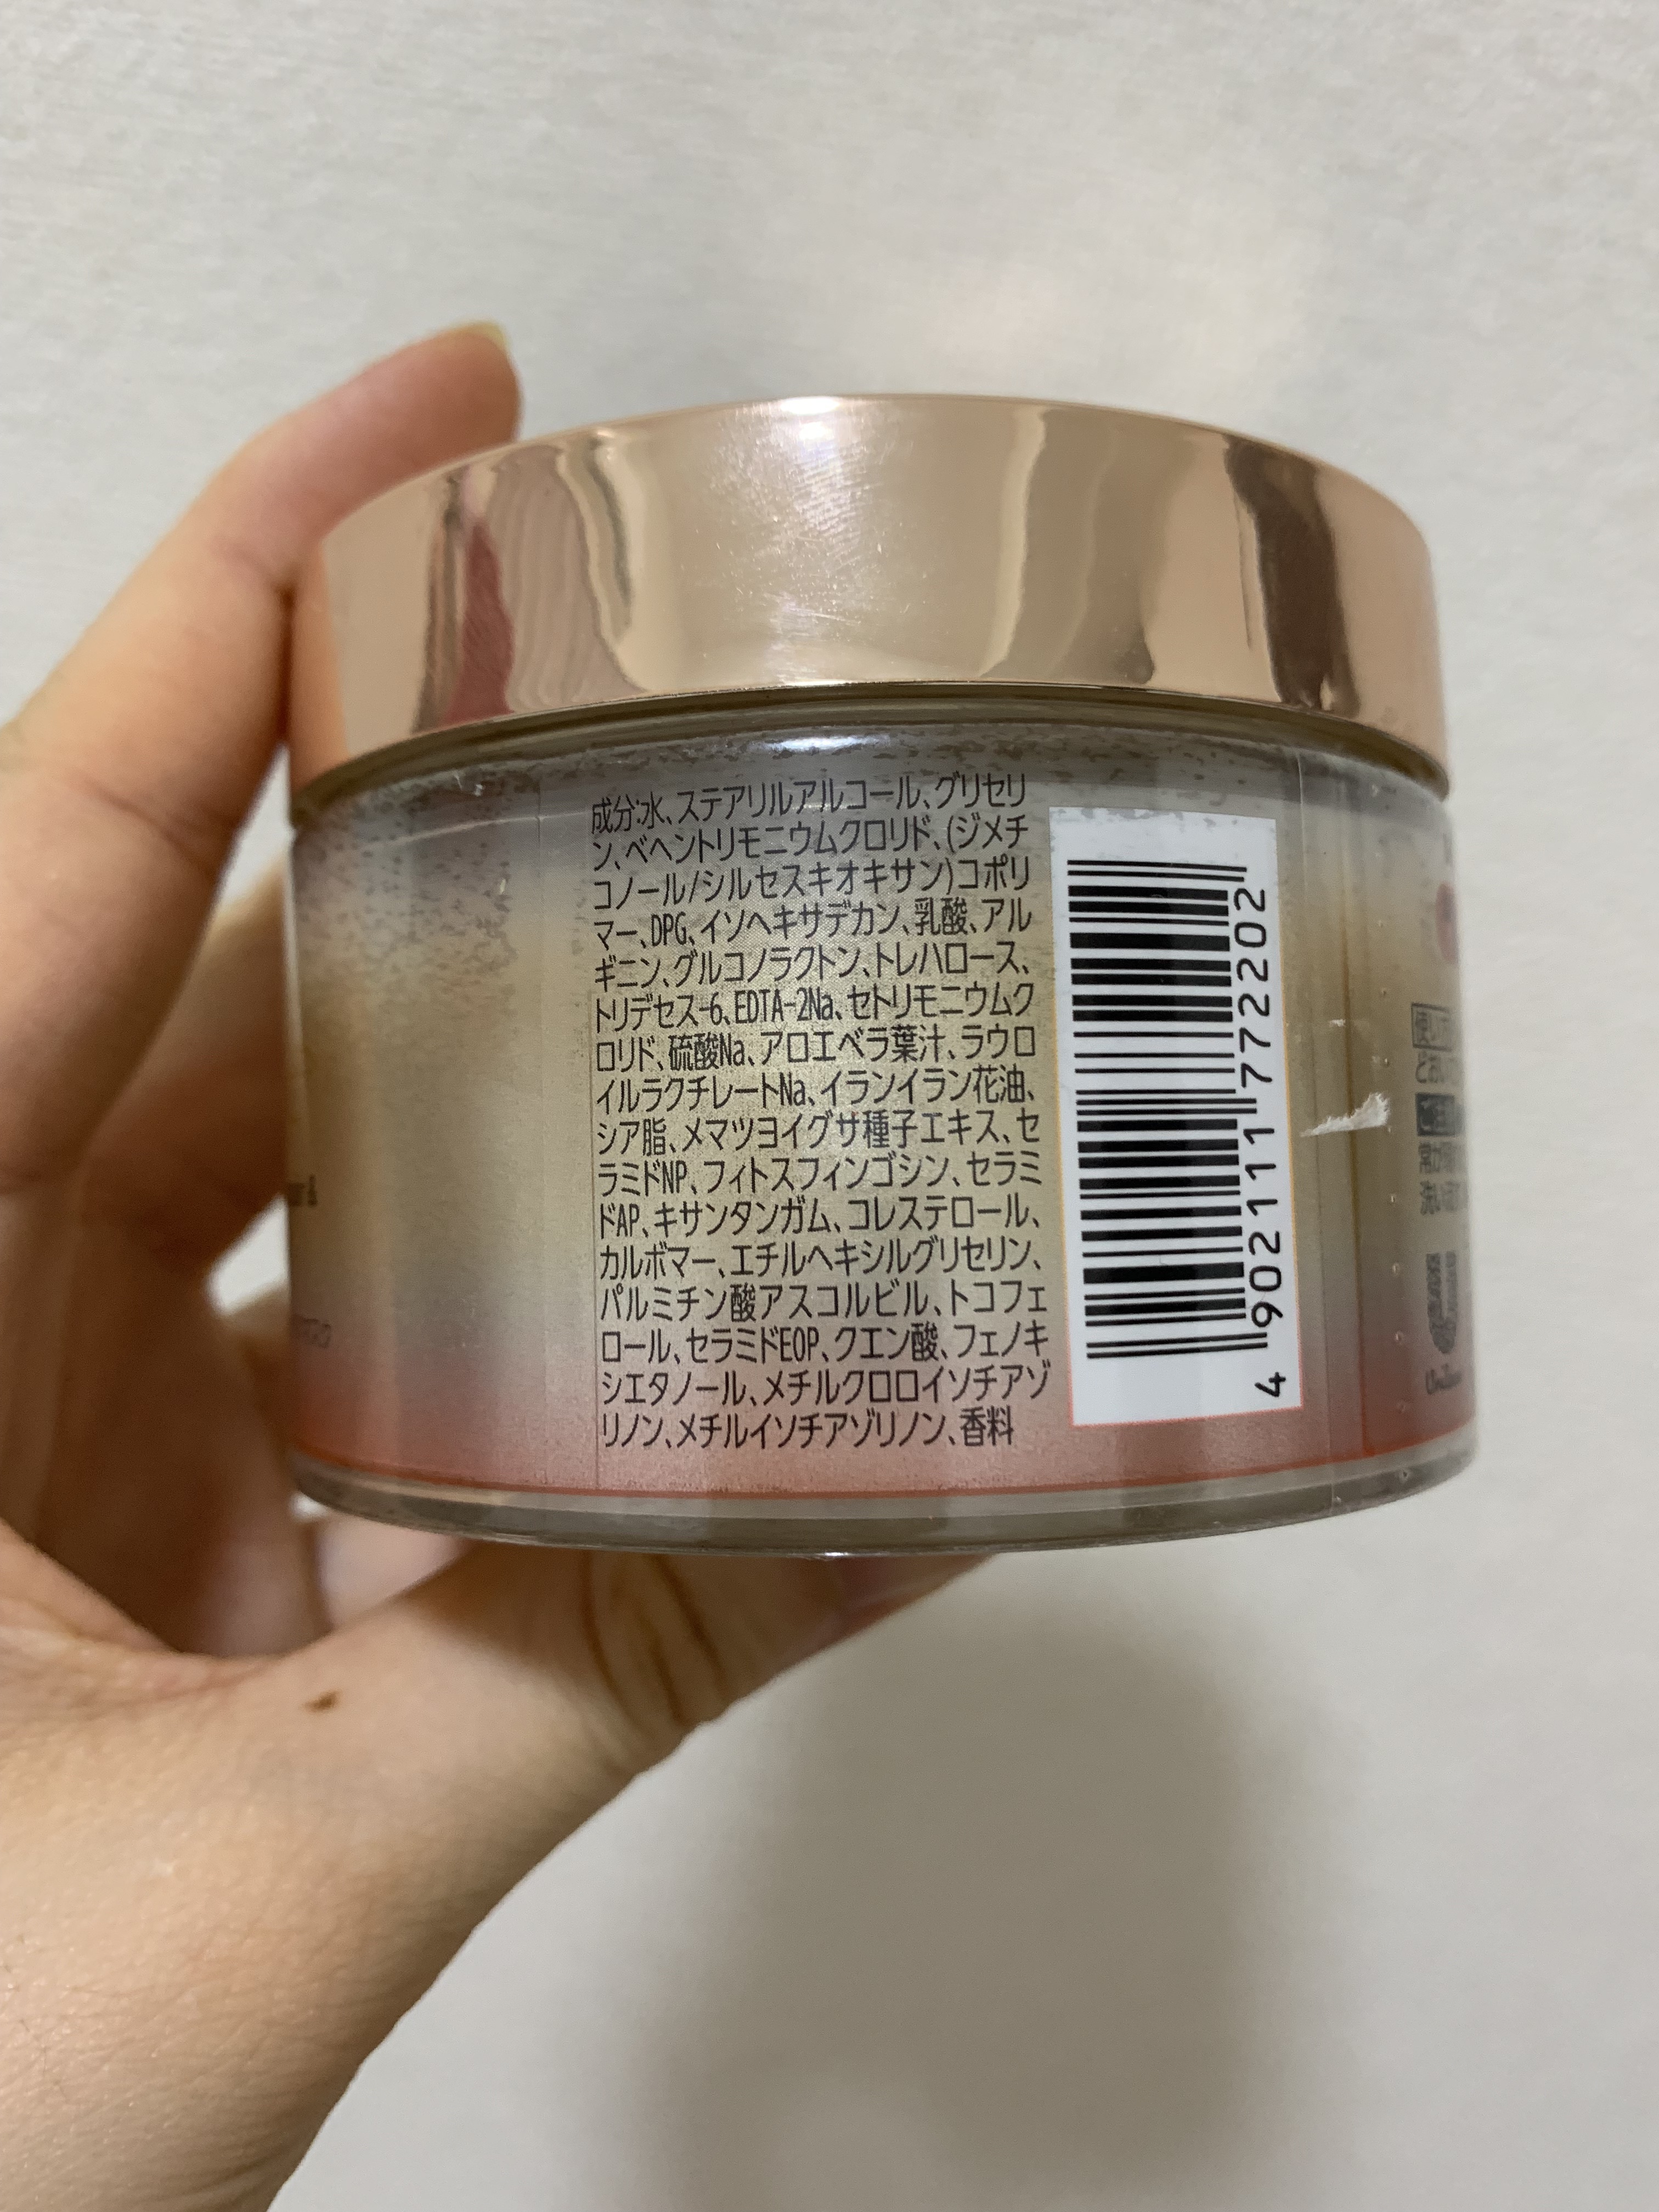 成分:水、ステアリルアルコール、グリセリ
ン、ベヘントリモニウムクロリド、(ジメチ
コノール/シルセスキオキサン)コポリ
マー、DPG、イソヘキサデカン、乳酸、アル
ギニン、グルコノラクトン、トレハロース、
トリデセス-6、EDTA-2Na、セトリモニウムク
ロリド、硫酸Na、アロエベラ葉汁、ラウロ
イルラクチレートNa、イランイラン花油、
シア脂、メマツヨイグサ種子エキス、セ
ラミドNP、フィトスフィンゴシン、セラミ
ドAP、キサンタンガム、コレステロール、
カルボマー、エチルヘキシルグリセリン、
パルミチン酸アスコルビル、トコフェ
ロール、セラミドEOP、クエン酸、フェノキ
シエタノール、メチルクロロイソチアゾ
リノン、メチルイソチアゾリノン、香料
4902111772202